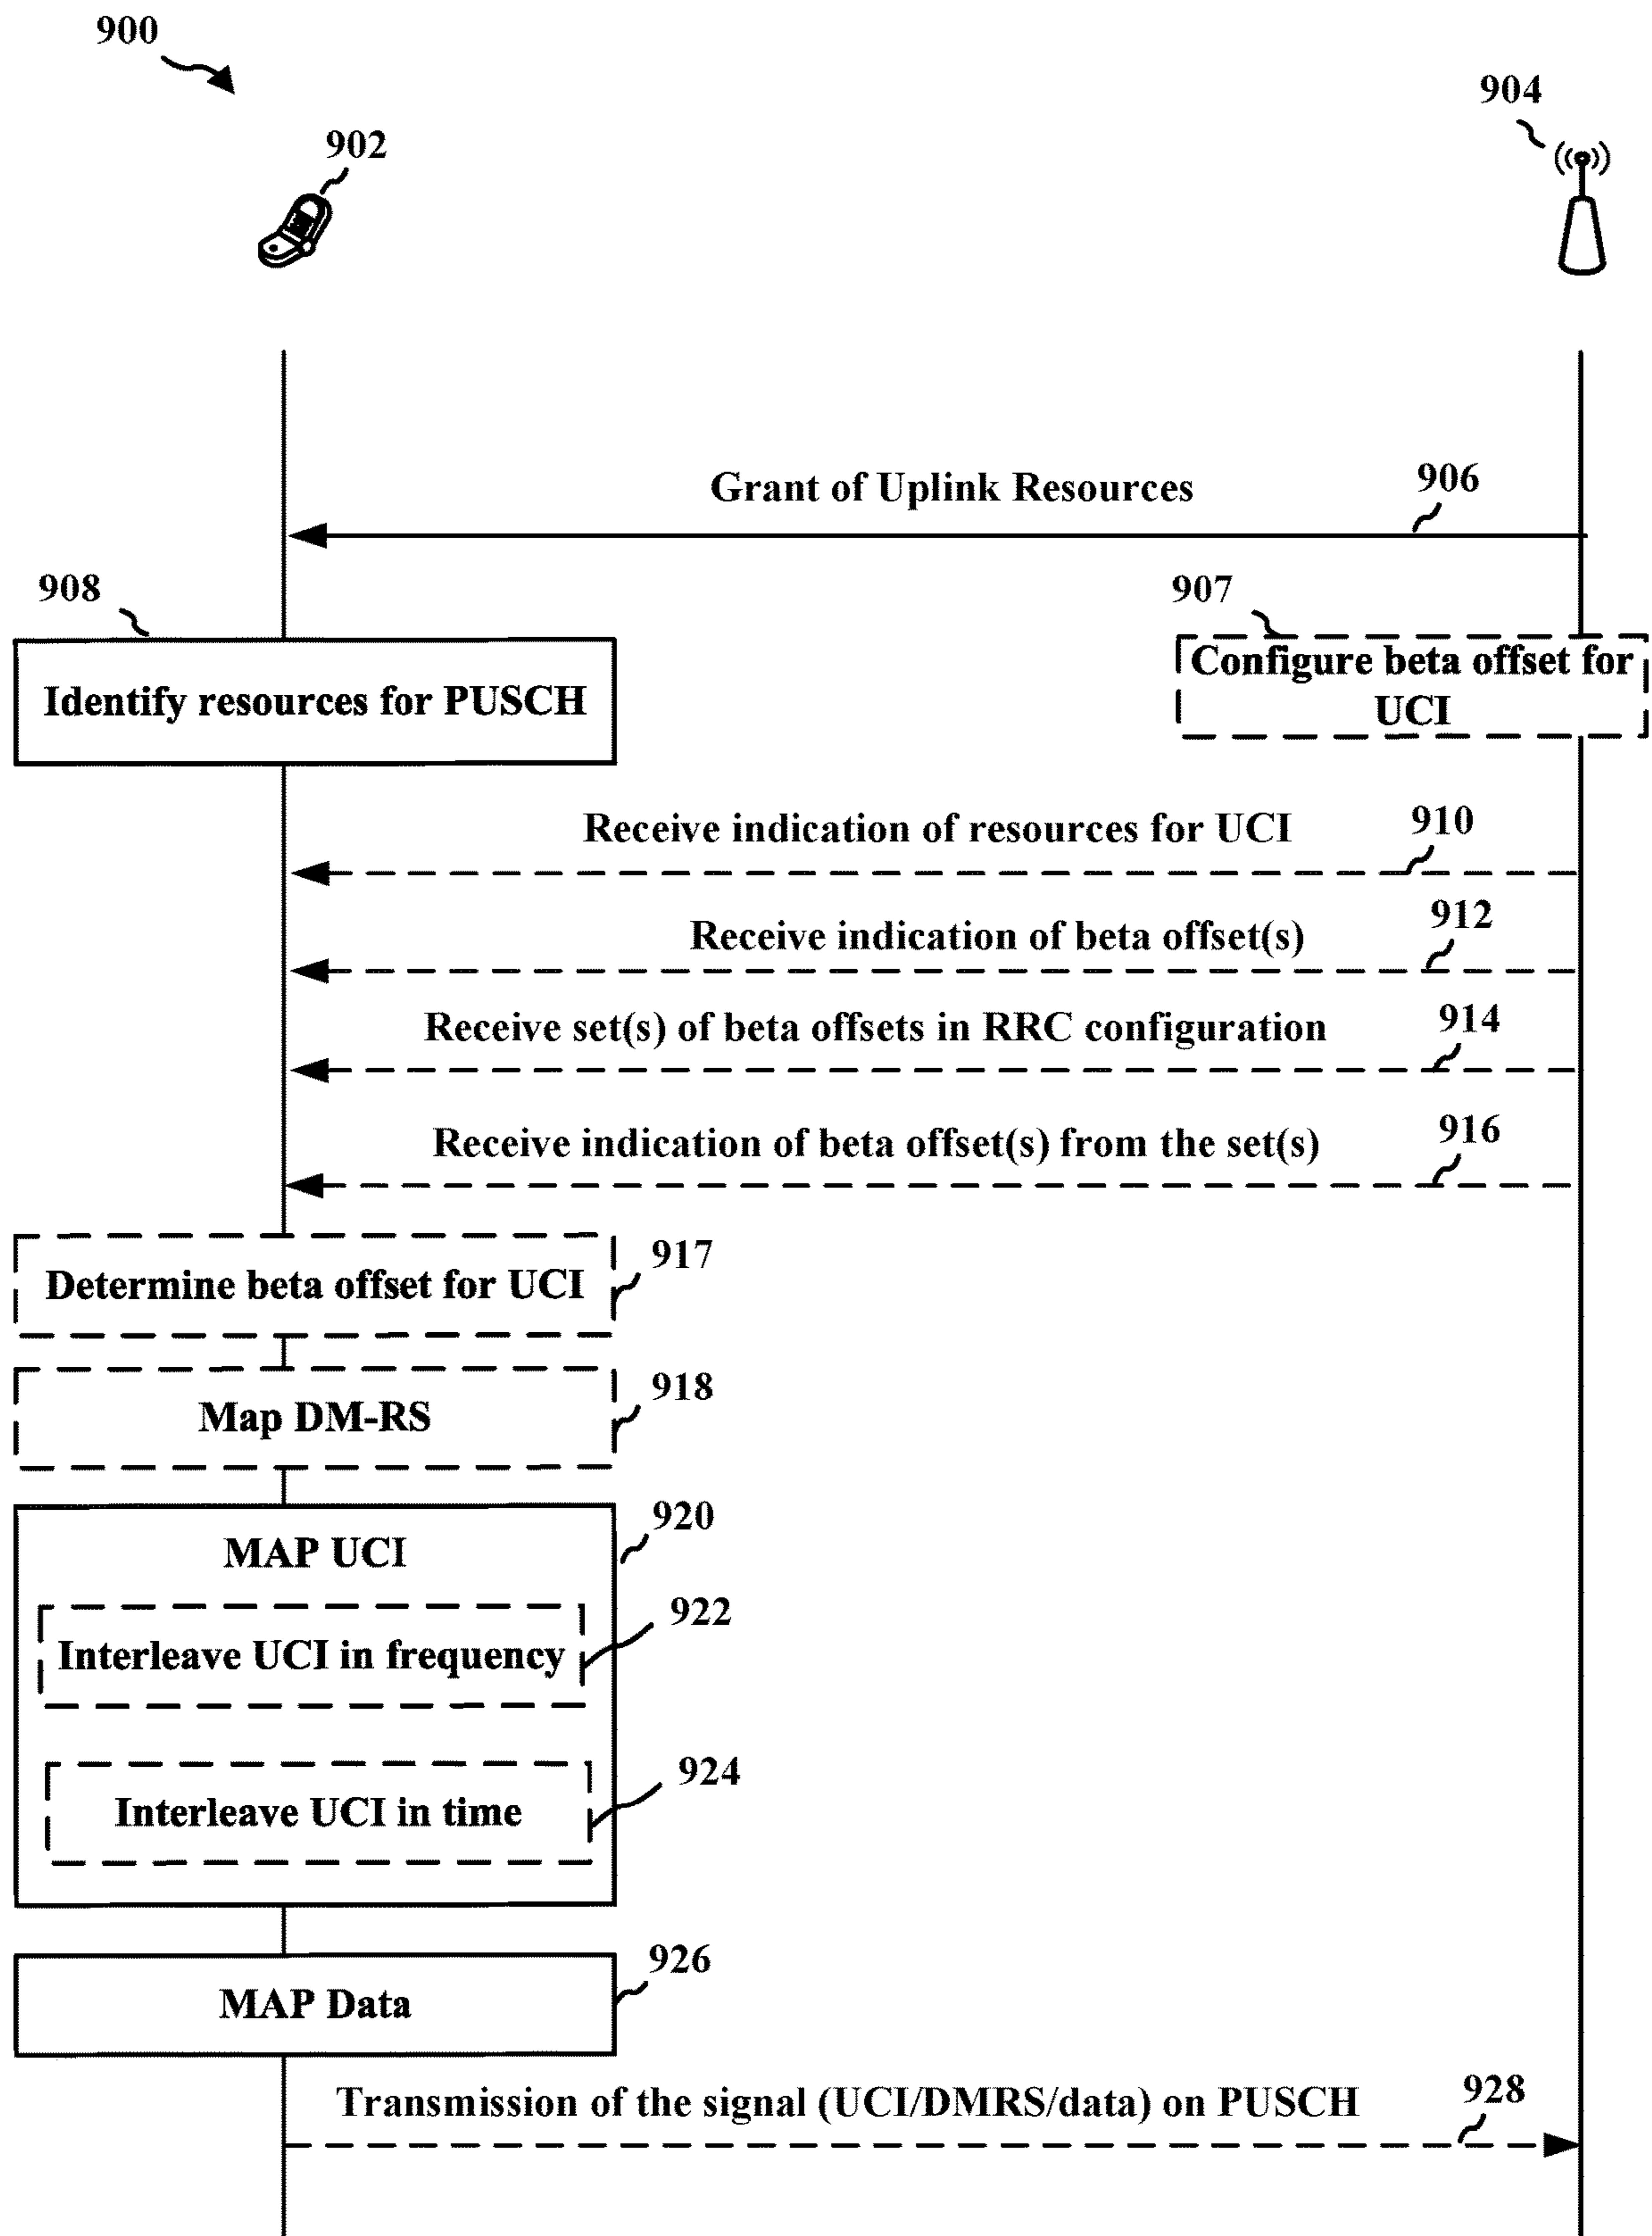 900
904
902
Grant of Uplink Resources
906
908
907
Identify resources for PUSCH
Configure beta offset for
UCI
Receive indication of resources for UCI
910
Receive indication of beta offset(s)
912
Receive set(s) of beta offsets in RRC configuration
914
Receive indication of beta offset(s) from the set(s)
916
Determine beta offset for UCI
917
Map DM-RS
918
MAP UCI
920
Interleave UCI in frequency
922
Interleave UCI in time
924
MAP Data
926
Transmission of the signal (UCI/DMRS/data) on PUSCH
928